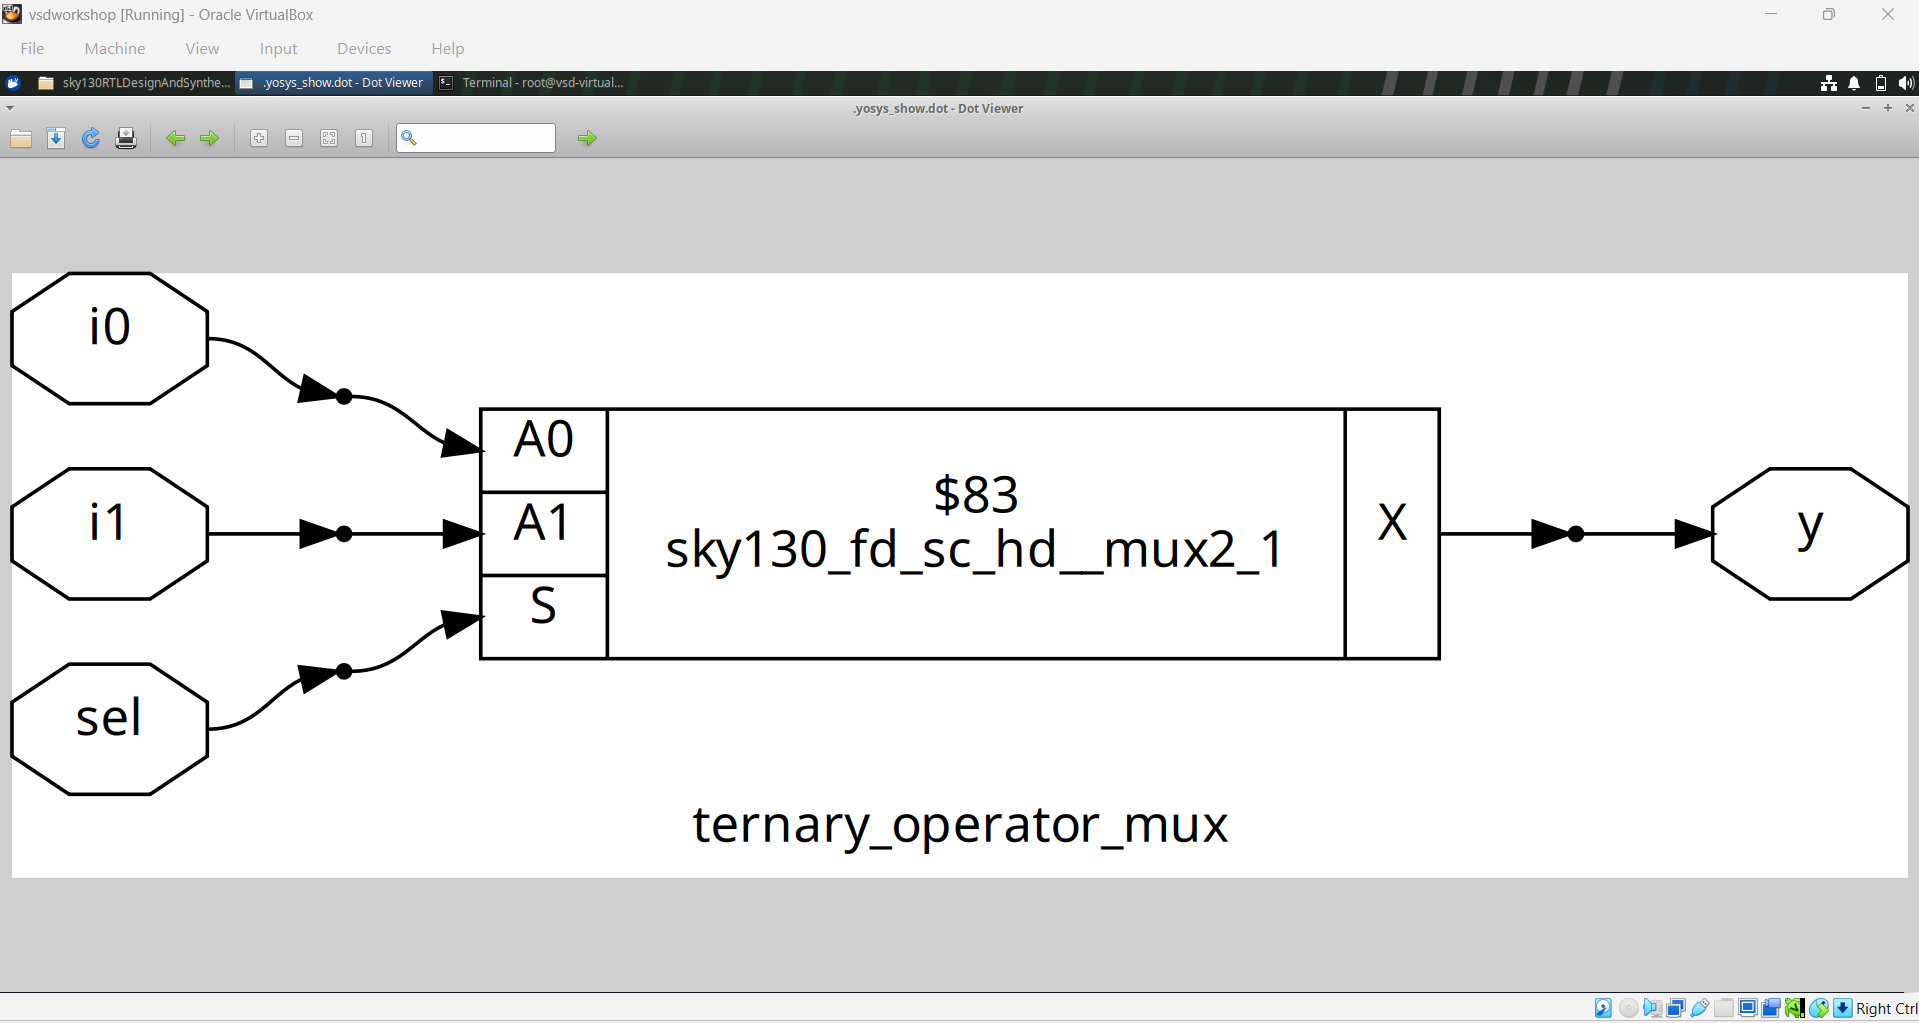 vsdworkshop [Running] - Oracle VirtualBox
File Machine View Input Devices Help
sky130RTLDesignAndSynthe... .yosys_show.dot - Dot Viewer Terminal - root@vsd-virtual...
.yosys_show.dot - Dot Viewer
i0
i1
sel
A0
A1
S
$83
sky130_fd_sc_hd__mux2_1
X
y
ternary_operator_mux
Right Ctrl